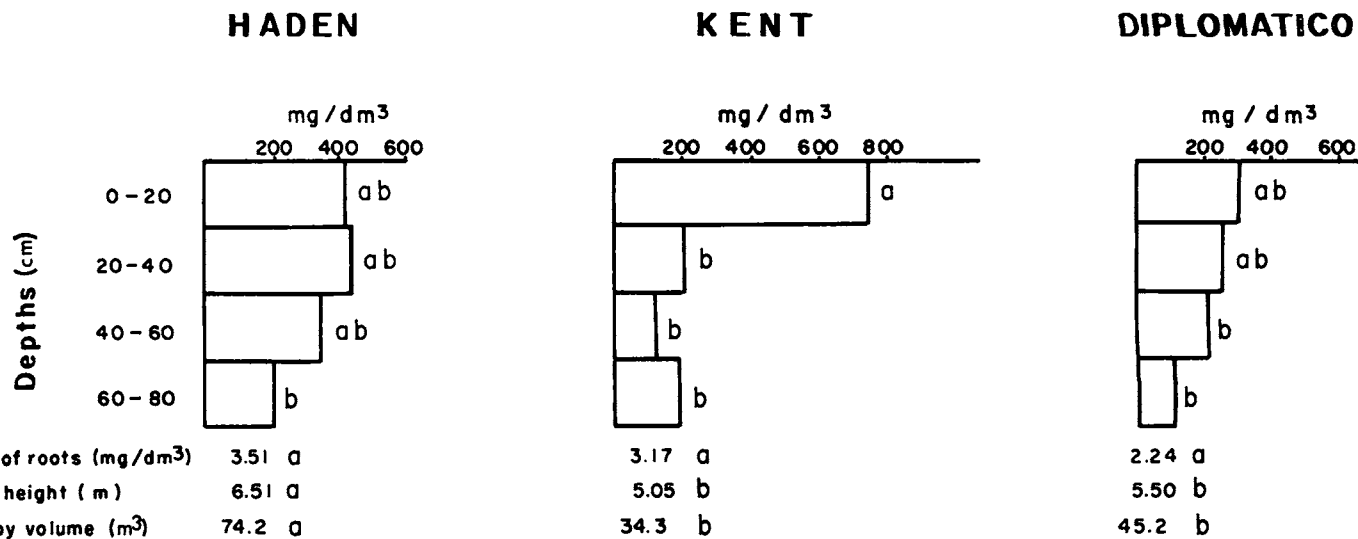 HADEN KENT DIPLOMATICO
mg/dm³ mg/dm³ mg/dm³
200 400 600 200 400 600 800 200 400 600
Depths (cm)
0-20 ab a ab
20-40 ab b ab
40-60 ab b b
60-80 b b b
of roots (mg/dm³) 3.51 a 3.17 a 2.24 a
height (m) 6.51 a 5.05 b 5.50 b
volume (m³) 74.2 a 34.3 b 45.2 b